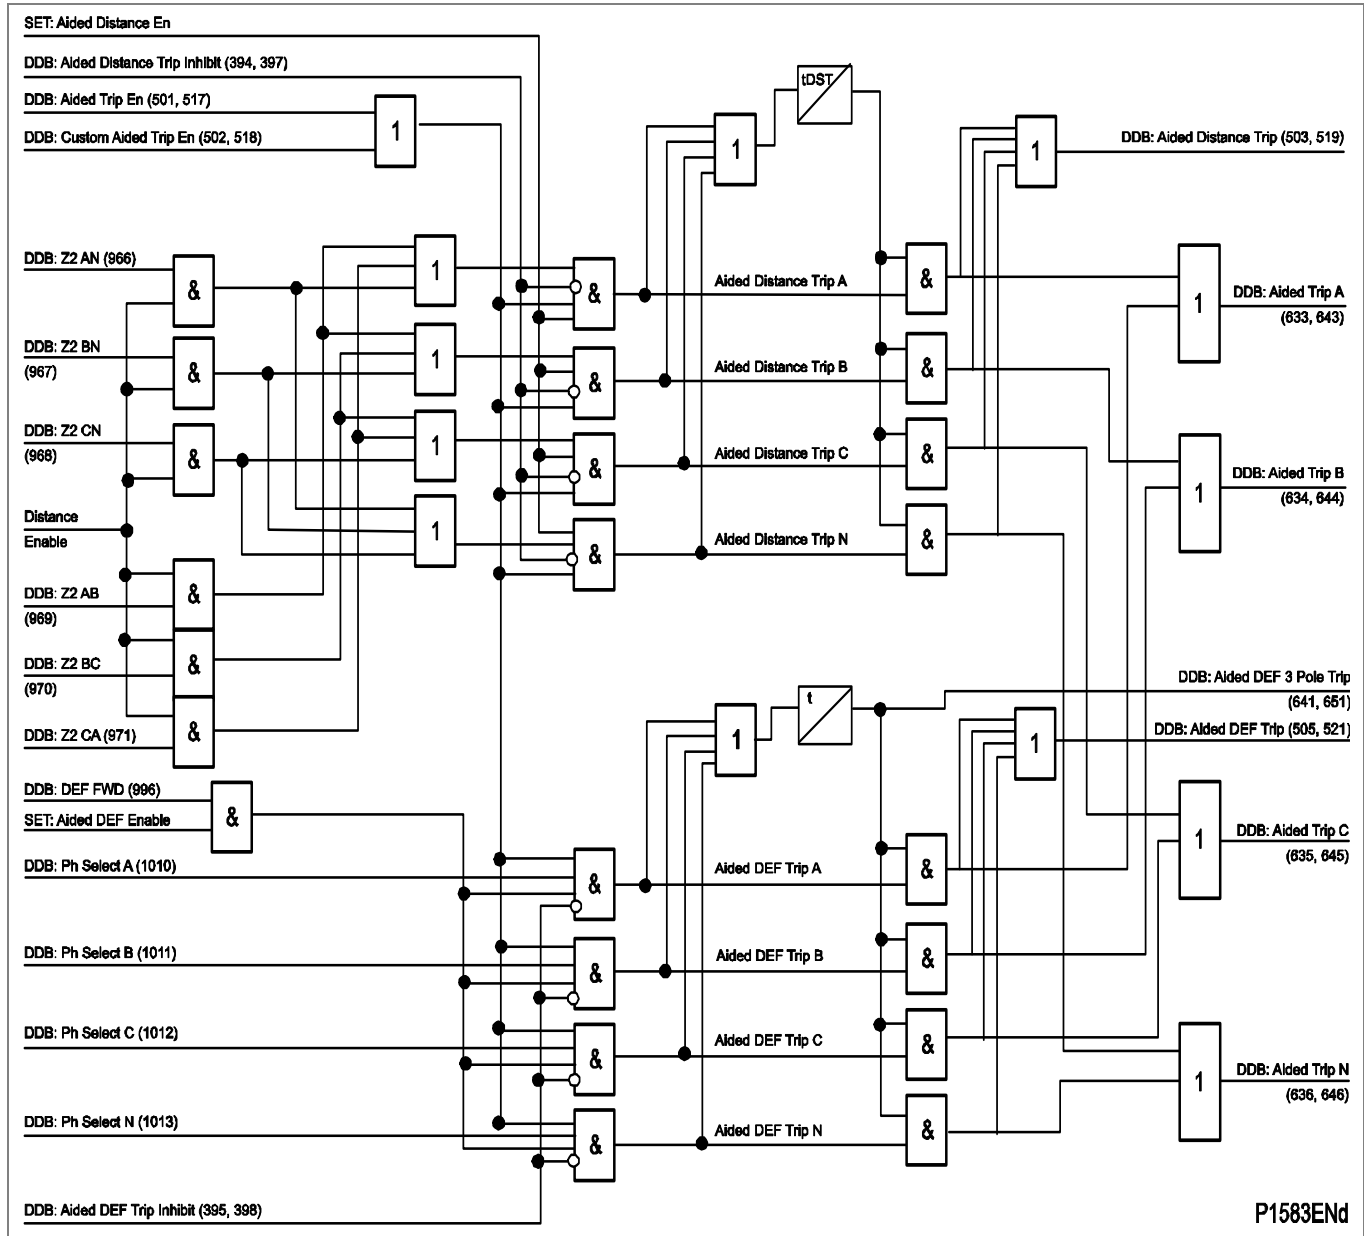 SET: Aided Distance En
DDB: Aided Distance Trip Inhibit (394, 397)
DDB: Aided Trip En (501, 517)
DDB: Custom Aided Trip En (502, 518)
1
tDST
1
1
DDB: Aided Distance Trip (503, 519)
DDB: Z2 AN (966)
&
1
&
Aided Distance Trip A
&
1
DDB: Aided Trip A
(633, 643)
DDB: Z2 BN
(967)
&
1
&
Aided Distance Trip B
&
DDB: Z2 CN
(968)
&
1
&
Aided Distance Trip C
&
1
DDB: Aided Trip B
(634, 644)
Distance
Enable
1
&
Aided Distance Trip N
&
DDB: Z2 AB
(969)
&
DDB: Z2 BC
(970)
&
DDB: Z2 CA (971)
&
1
t
DDB: Aided DEF 3 Pole Trip
(641, 651)
1
DDB: Aided DEF Trip (505, 521)
DDB: DEF FWD (996)
SET: Aided DEF Enable
&
DDB: Ph Select A (1010)
&
Aided DEF Trip A
&
1
DDB: Aided Trip C
(635, 645)
DDB: Ph Select B (1011)
&
Aided DEF Trip B
&
DDB: Ph Select C (1012)
&
Aided DEF Trip C
&
1
DDB: Aided Trip N
(636, 646)
DDB: Ph Select N (1013)
&
Aided DEF Trip N
&
DDB: Aided DEF Trip Inhibit (395, 398)
P1583ENd